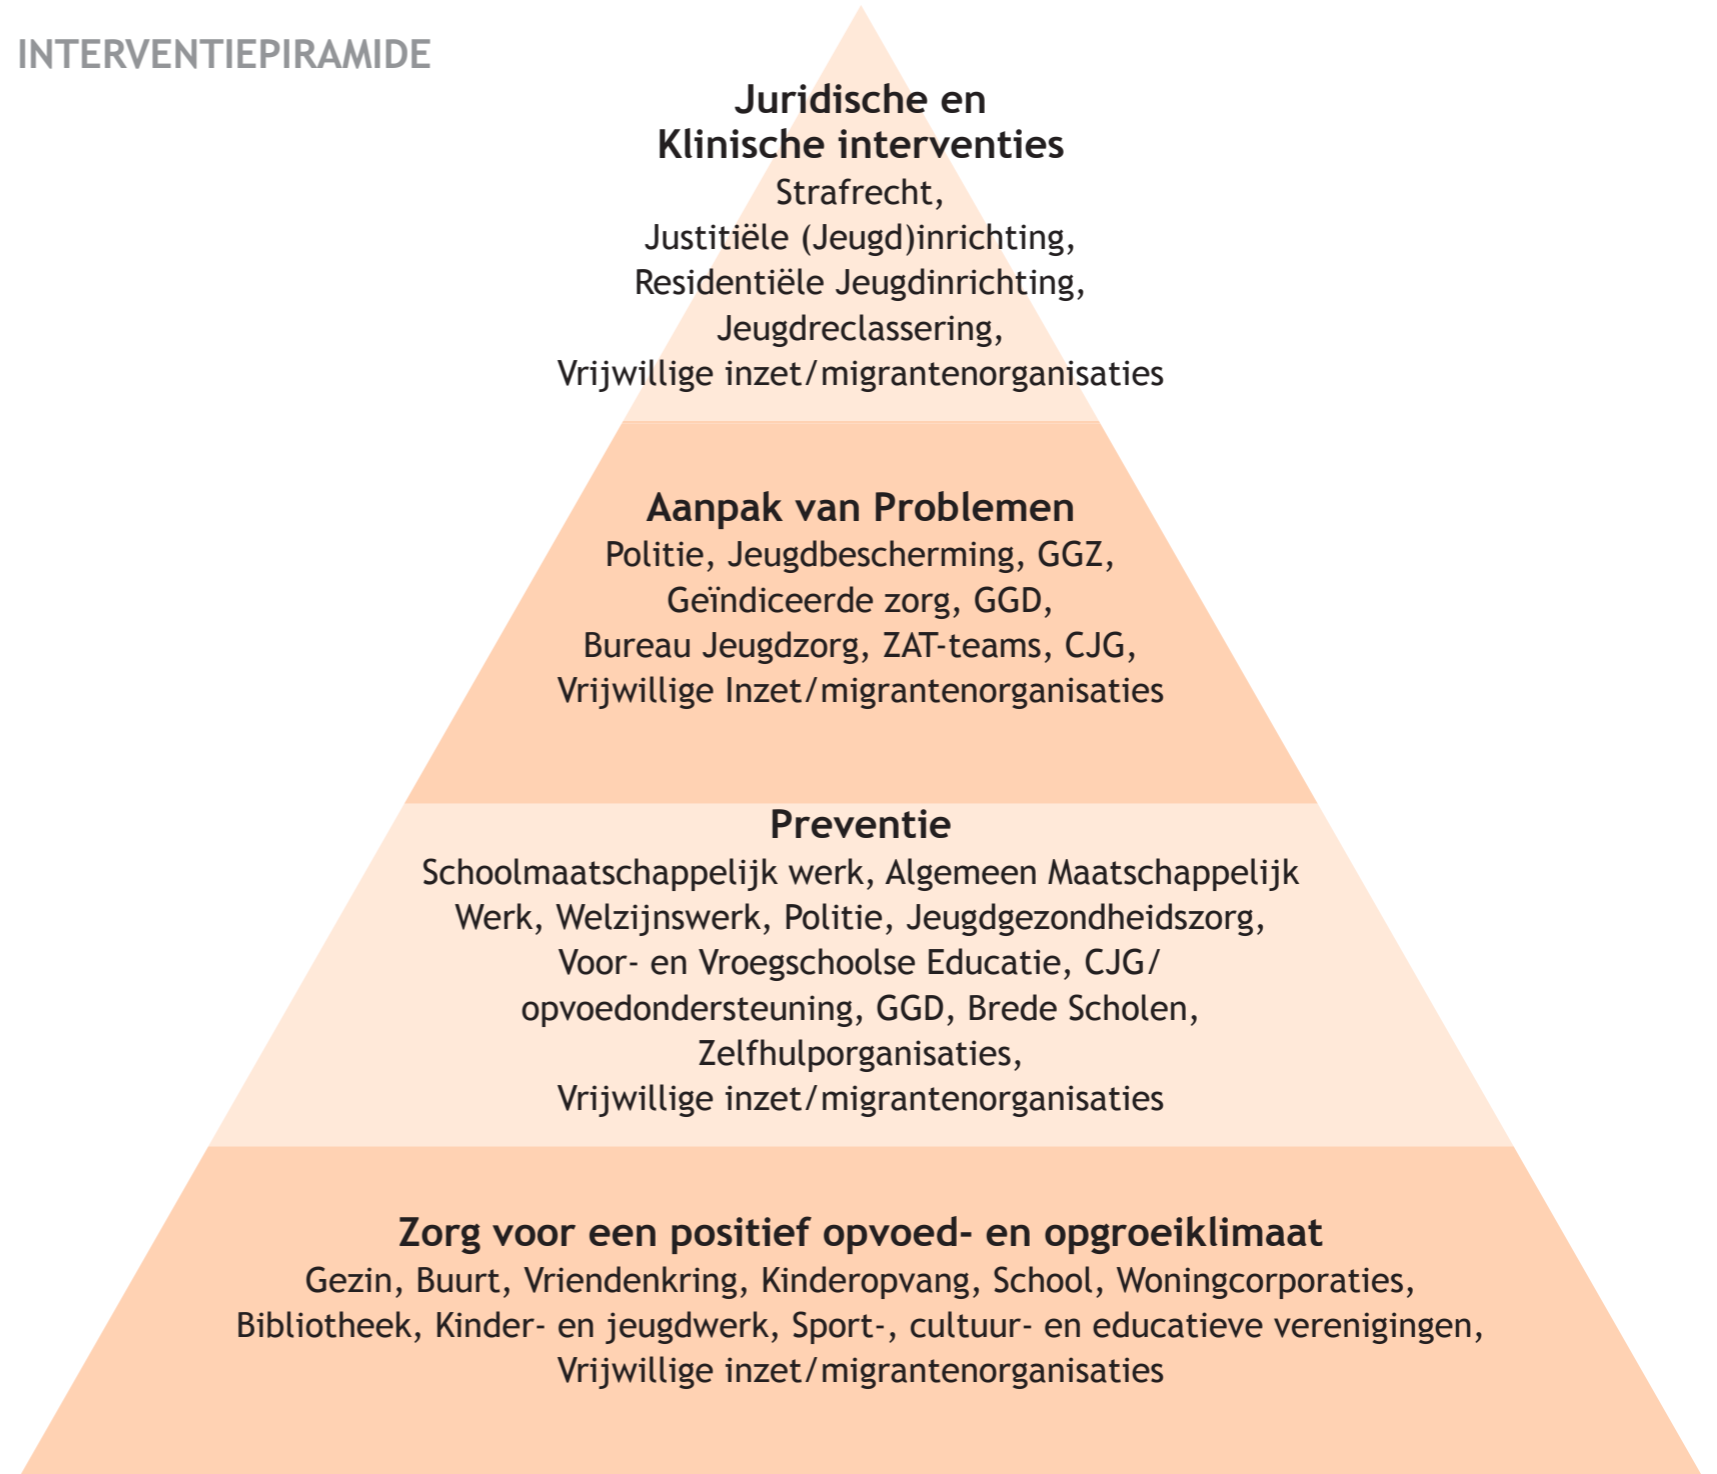 INTERVENTIEPIRAMIDE
Juridische en
Klinische interventies
Strafrecht,
Justitiële (Jeugd)inrichting,
Residentiële Jeugdinrichting,
Jeugdreclassering,
Vrijwillige inzet/migrantenorganisaties
Aanpak van Problemen
Politie, Jeugdbescherming, GGZ,
Geïndiceerde zorg, GGD,
Bureau Jeugdzorg, ZAT-teams, CJG,
Vrijwillige Inzet/migrantenorganisaties
Preventie
Schoolmaatschappelijk werk, Algemeen Maatschappelijk
Werk, Welzijnswerk, Politie, Jeugdgezondheidszorg,
Voor- en Vroegschoolse Educatie, CJG/
opvoedondersteuning, GGD, Brede Scholen,
Zelfhulporganisaties,
Vrijwillige inzet/migrantenorganisaties
Zorg voor een positief opvoed- en opgroeiklimaat
Gezin, Buurt, Vriendenkring, Kinderopvang, School, Woningcorporaties,
Bibliotheek, Kinder- en jeugdwerk, Sport-, cultuur- en educatieve verenigingen,
Vrijwillige inzet/migrantenorganisaties